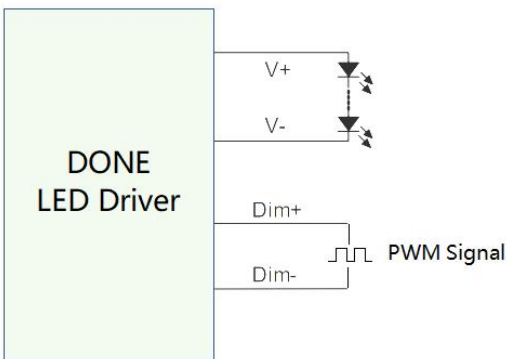 V+
V-
DONE
LED Driver
Dim+
PWM Signal
Dim-